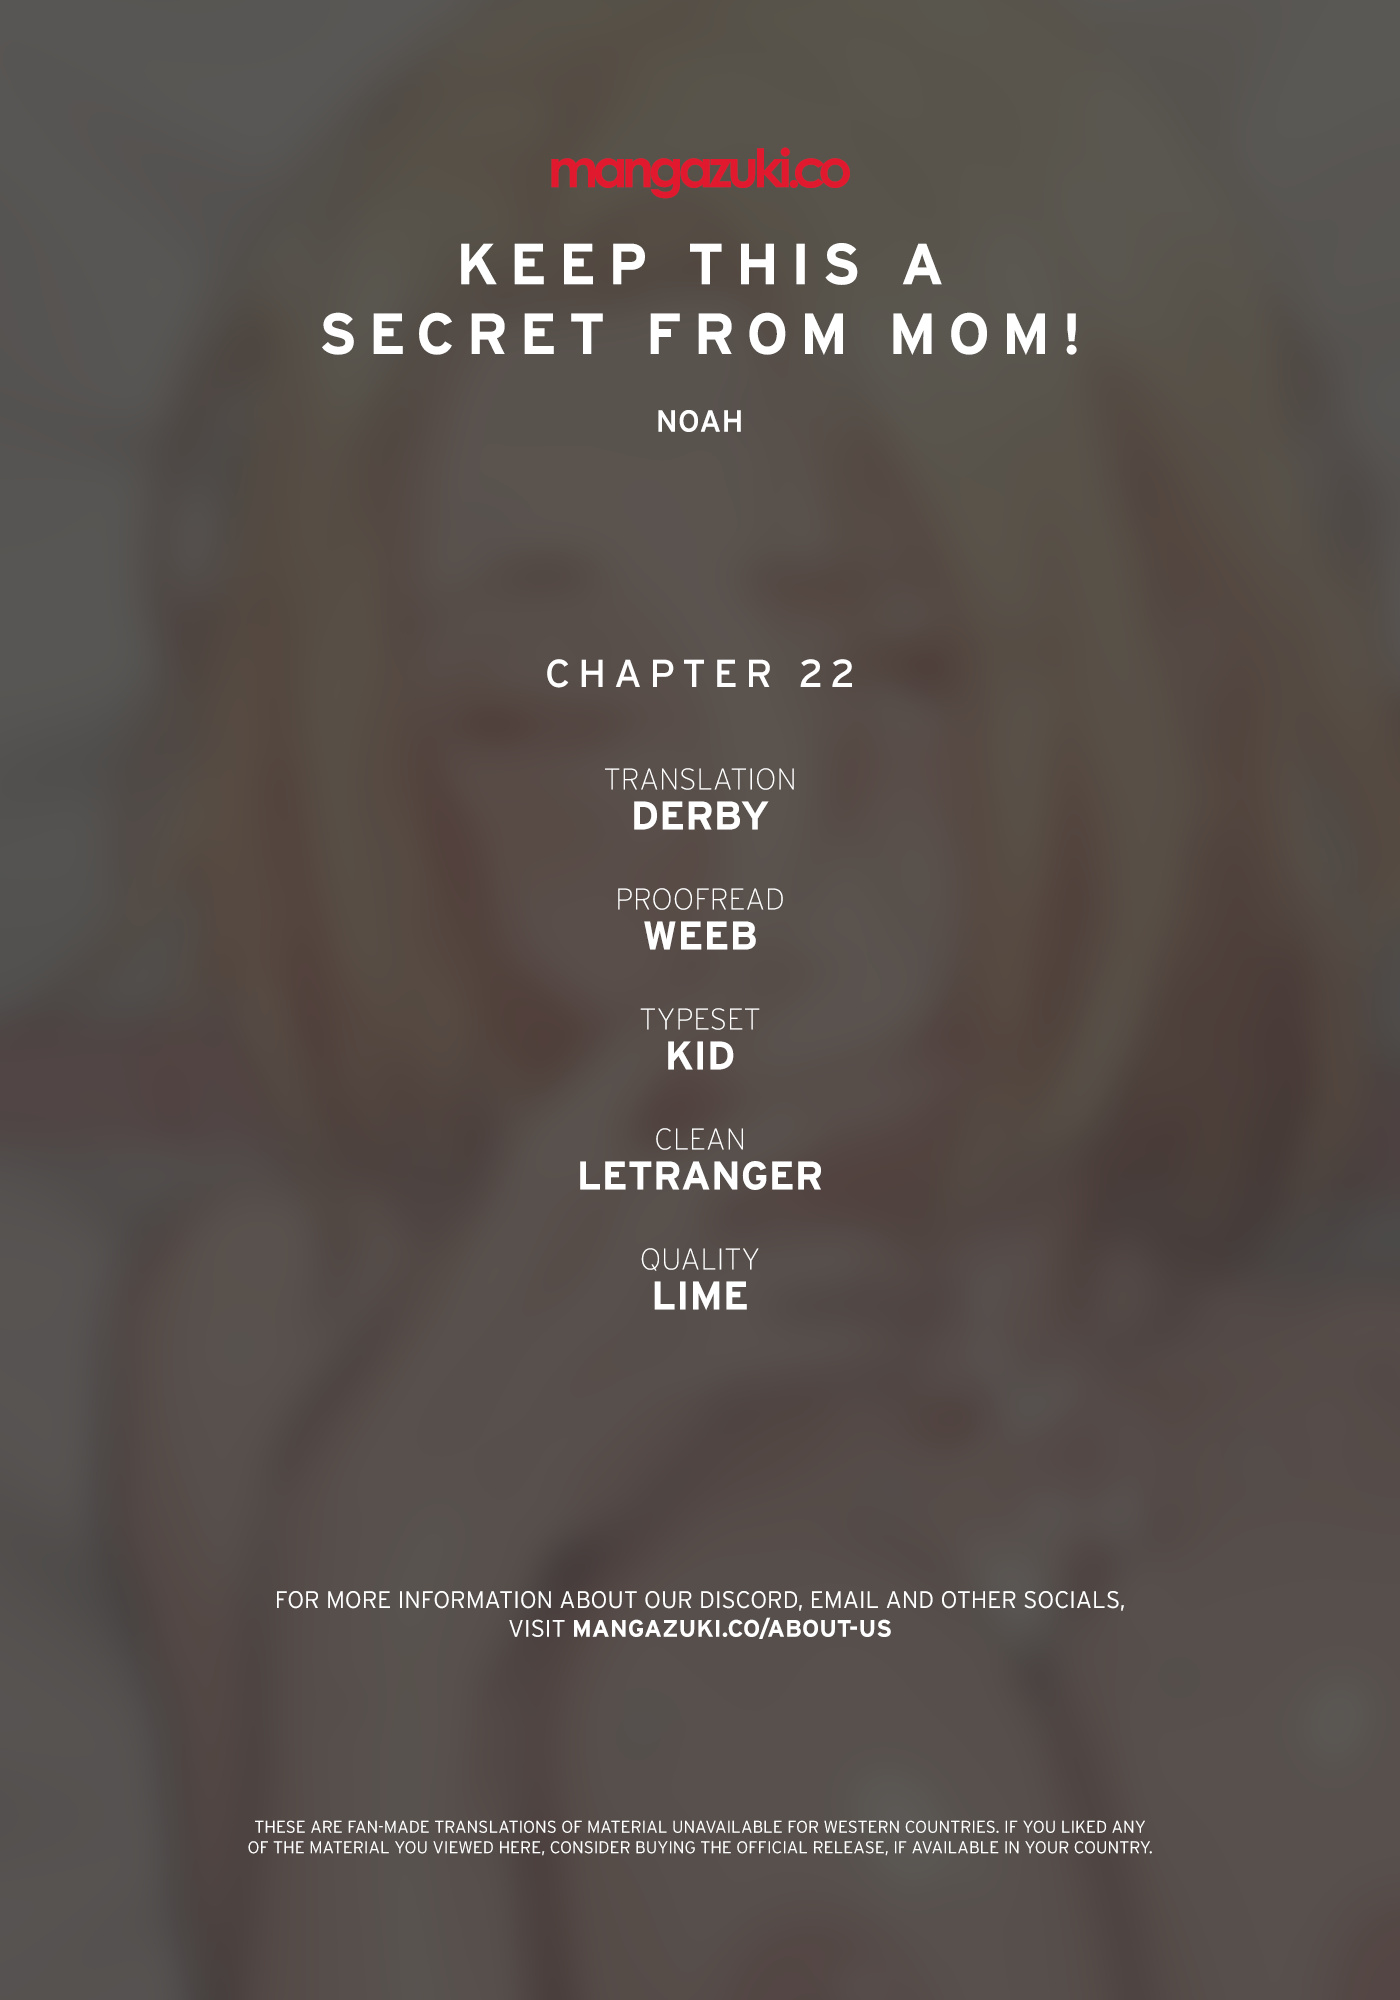 mangazuki.co
KEEP THIS A
SECRET FROM MOM!
NOAH
CHAPTER 22
TRANSLATION
DERBY
PROOFREAD
WEEB
TYPESET
KID
CLEAN
LETRANGER
QUALITY
LIME
FOR MORE INFORMATION ABOUT OUR DISCORD, EMAIL AND OTHER SOCIALS,
VISIT MANGAZUKI.CO/ABOUT-US
THESE ARE FAN-MADE TRANSLATIONS OF MATERIAL UNAVAILABLE FOR WESTERN COUNTRIES. IF YOU LIKED ANY
OF THE MATERIAL YOU VIEWED HERE, CONSIDER BUYING THE OFFICIAL RELEASE, IF AVAILABLE IN YOUR COUNTRY.